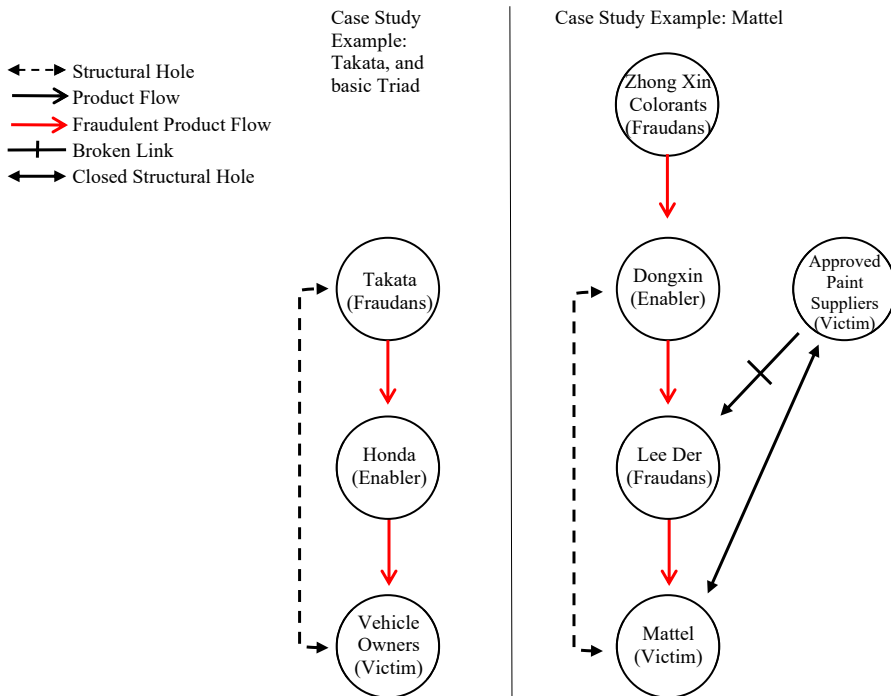 Case Study
Example:
Takata, and
basic Triad
Case Study Example: Mattel
Structural Hole
Product Flow
Fraudulent Product Flow
Broken Link
Closed Structural Hole
Takata
(Fraudans)
Honda
(Enabler)
Vehicle
Owners
(Victim)
Zhong Xin
Colorants
(Fraudans)
Dongxin
(Enabler)
Approved
Paint
Suppliers
(Victim)
Lee Der
(Fraudans)
Mattel
(Victim)